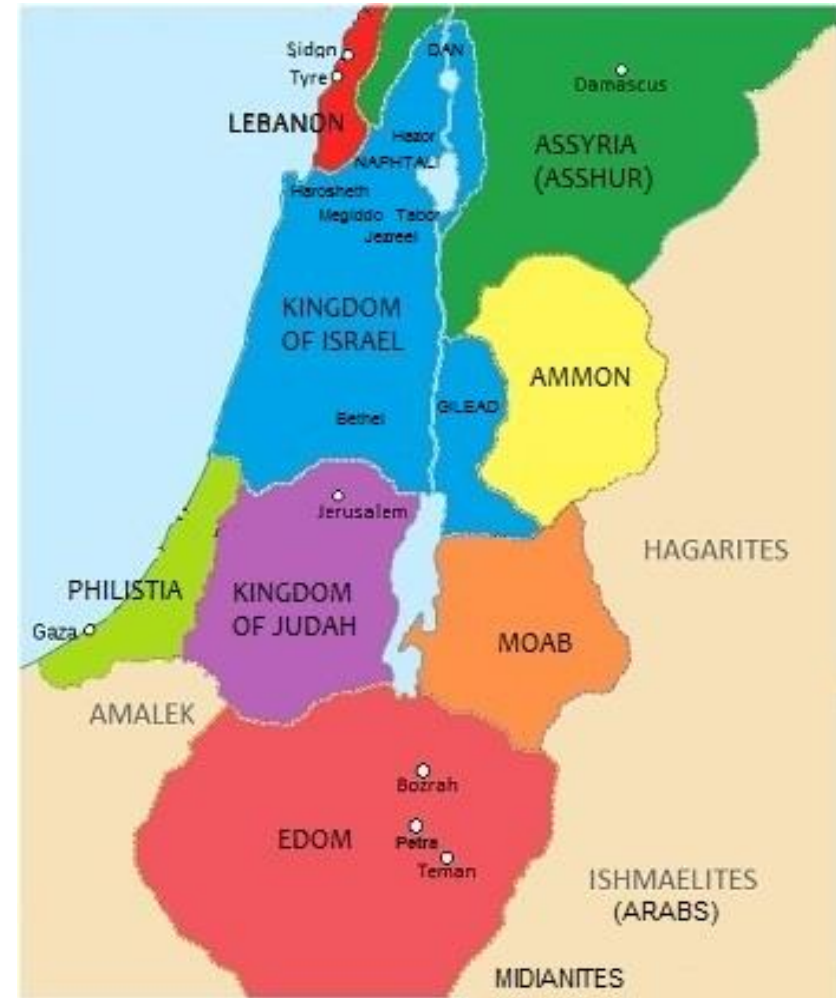 Sidon
DAN
Tyre
Damascus
LEBANON
Hazor
ASSYRIA
(ASSHUR)
NAPHTALI
Harosheth
Megiddo Tabor
Jezreel
KINGDOM
OF ISRAEL
AMMON
GILEAD
Bethel
Jerusalem
HAGARITES
PHILISTIA
KINGDOM
OF JUDAH
Gaza
MOAB
AMALEK
Bozrah
EDOM
Petra
Teman
ISHMAELITES
(ARABS)
MIDIANITES